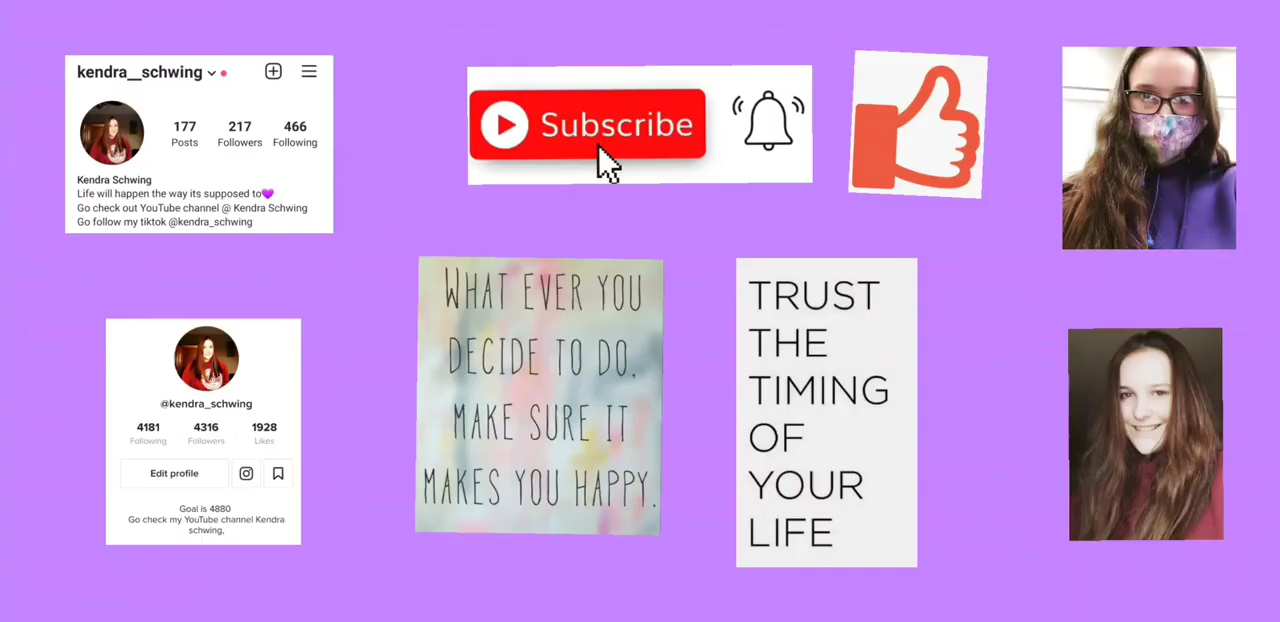 kendra__schwing
177 217 466
Posts Followers Following
Kendra Schwing
Life will happen the way its supposed to💜
Go check out YouTube channel @ Kendra Schwing
Go follow my tiktok @kendra_schwing
Subscribe
@kendra_schwing
4181 4316 1928
Following Followers Likes
Edit profile
Goal is 4880
Go check my YouTube channel Kendra
schwing,
WHAT EVER YOU
DECIDE TO DO,
MAKE SURE IT
MAKES YOU HAPPY.
TRUST
THE
TIMING
OF
YOUR
LIFE